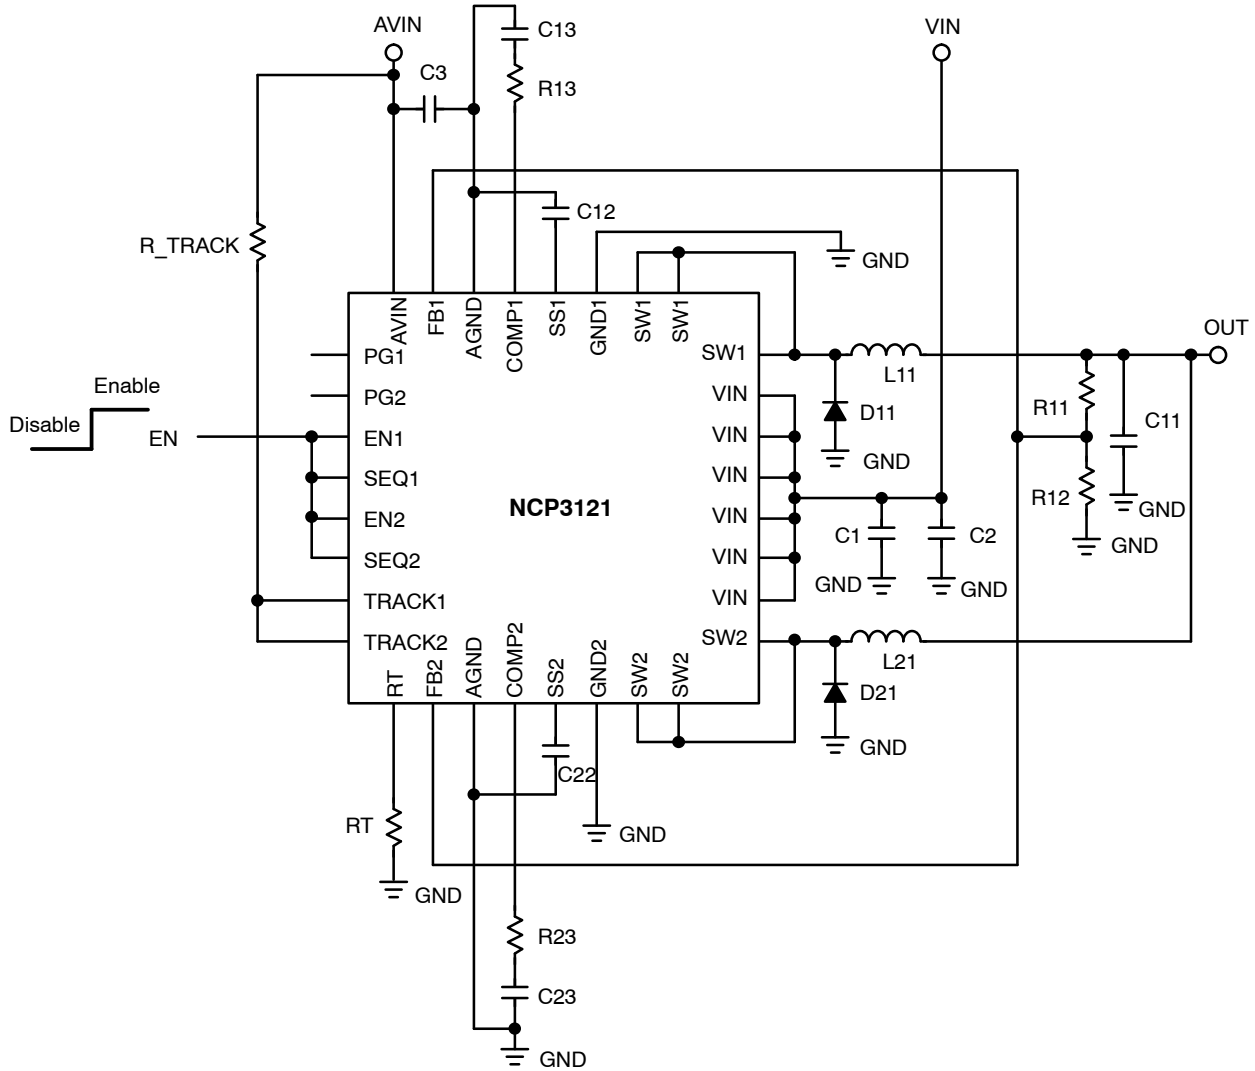 AVIN
VIN
C13
C3
R13
C12
R_TRACK
GND
AVIN
FB1
AGND
COMP1
SS1
GND1
SW1
SW1
OUT
PG1
SW1
L11
Enable
PG2
VIN
D11
R11
C11
Disable
EN
EN1
VIN
GND
SEQ1
VIN
R12
NCP3121
GND
EN2
VIN
C1
C2
GND
SEQ2
VIN
GND
GND
TRACK1
VIN
TRACK2
SW2
L21
RT
FB2
AGND
COMP2
SS2
GND2
SW2
SW2
D21
GND
C22
RT
GND
GND
R23
C23
GND